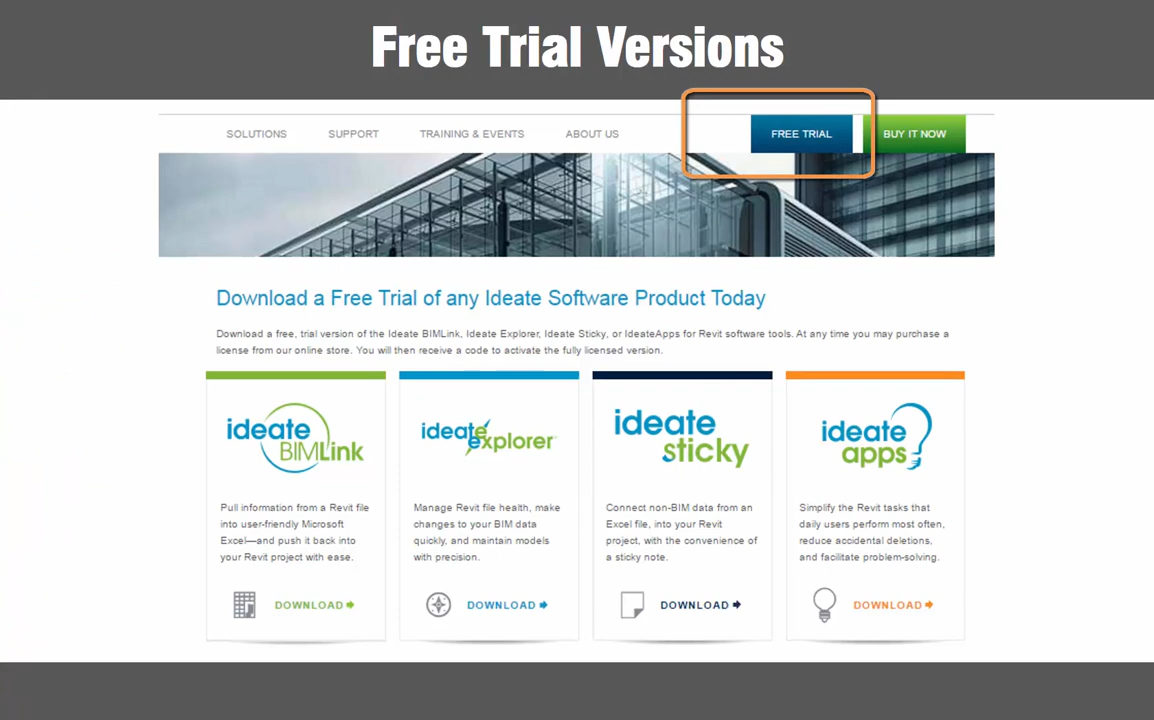 Free Trial Versions
SOLUTIONS SUPPORT TRAINING & EVENTS ABOUT US FREE TRIAL BUY IT NOW
Download a Free Trial of any Ideate Software Product Today
Download a free, trial version of the Ideate BIMLink, Ideate Explorer, Ideate Sticky, or IdeateApps for Revit software tools. At any time you may purchase a
license from our online store. You will then receive a code to activate the fully licensed version.
ideate
BIMLink
Pull information from a Revit file
into user-friendly Microsoft
Excel—and push it back into
your Revit project with ease.
DOWNLOAD
ideate
explorer
Manage Revit file health, make
changes to your BIM data
quickly, and maintain models
with precision.
DOWNLOAD
ideate
sticky
Connect non-BIM data from an
Excel file, into your Revit
project, with the convenience of
a sticky note.
DOWNLOAD
ideate
apps
Simplify the Revit tasks that
daily users perform most often,
reduce accidental deletions,
and facilitate problem-solving.
DOWNLOAD